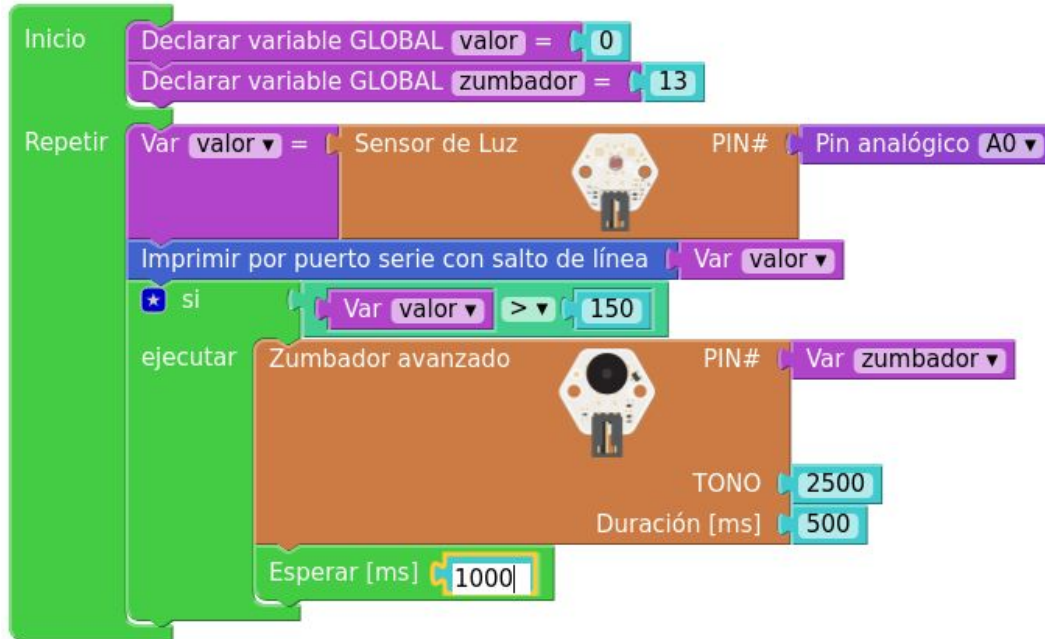 Inicio Declarar variable GLOBAL valor = 0
Declarar variable GLOBAL zumbador = 13
Repetir Var valor ▾ = Sensor de Luz PIN# Pin analógico A0 ▾
Imprimir por puerto serie con salto de línea Var valor ▾
si Var valor ▾ > ▾ 150
ejecutar Zumbador avanzado PIN# Var zumbador ▾
TONO 2500
Duración [ms] 500
Esperar [ms] 1000